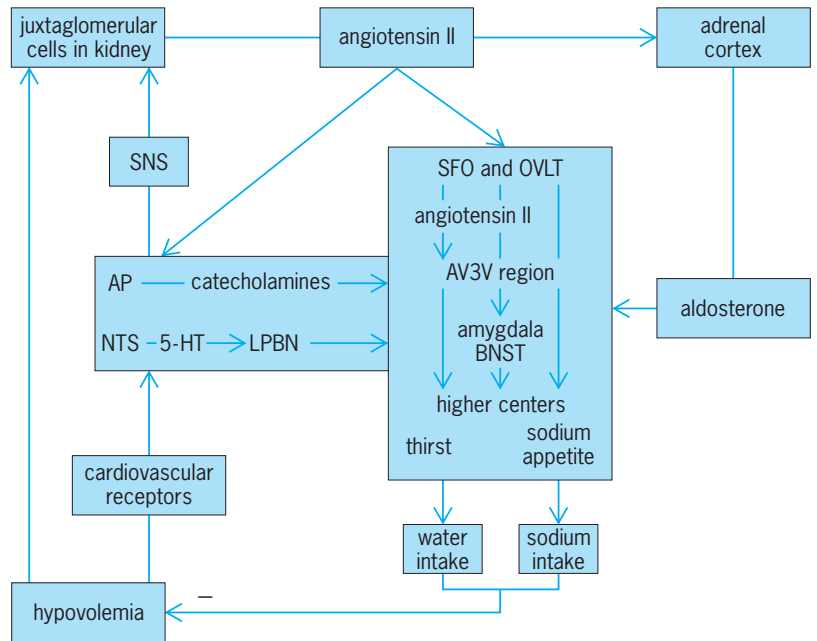 juxtaglomerular
cells in kidney
angiotensin II
adrenal
cortex
SNS
SFO and OVLT
angiotensin II
AP
catecholamines
AV3V region
aldosterone
NTS
5-HT
LPBN
amygdala
BNST
higher centers
thirst
sodium
appetite
cardiovascular
receptors
water
intake
sodium
intake
hypovolemia
–